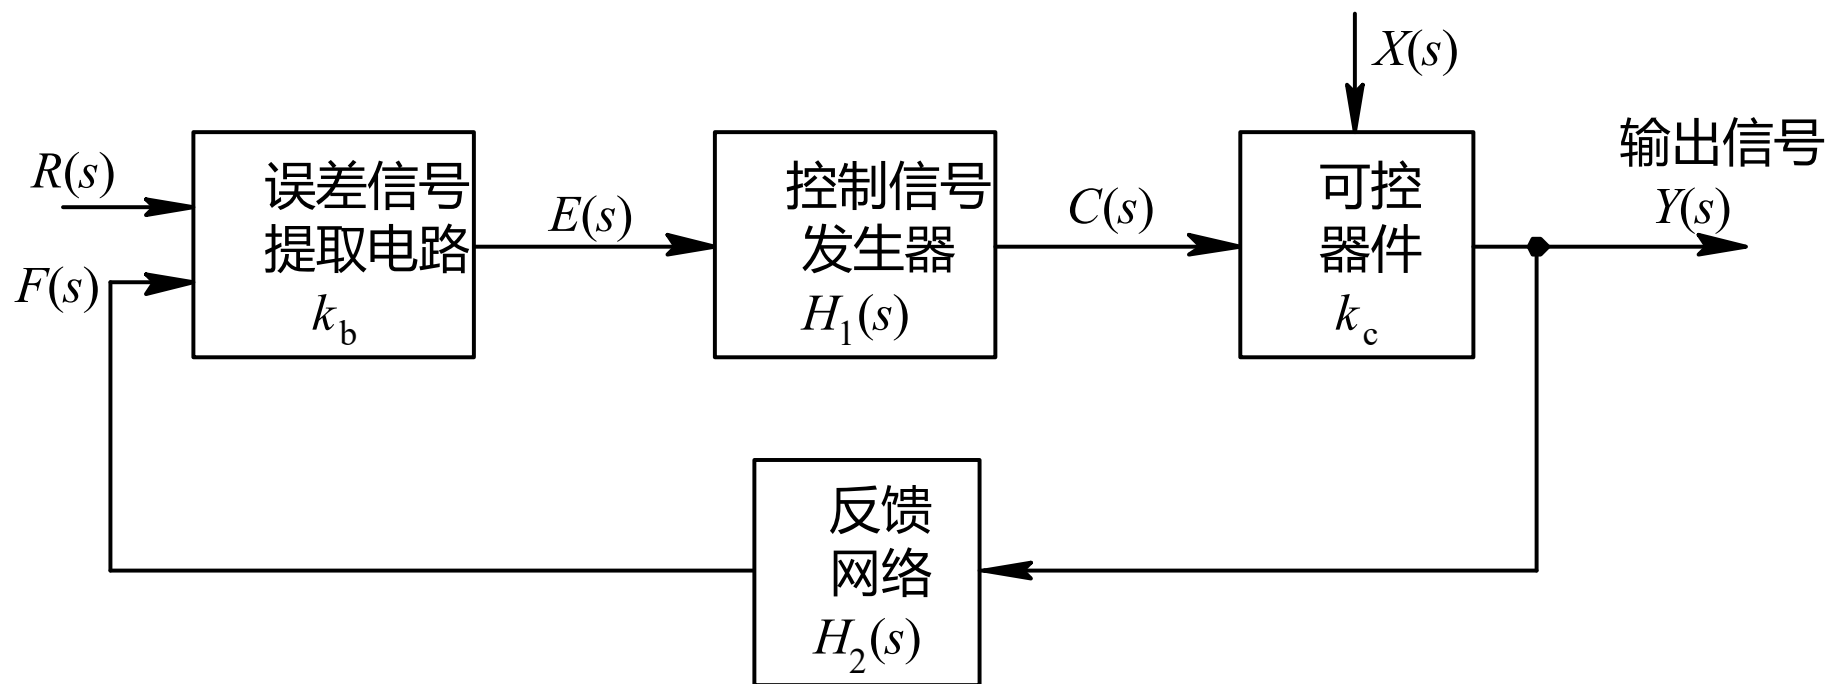 X(s)
输出信号
Y(s)
R(s)
F(s)
误差信号
提取电路
k_b
E(s)
控制信号
发生器
H_1(s)
C(s)
可控
器件
k_c
反馈
网络
H_2(s)